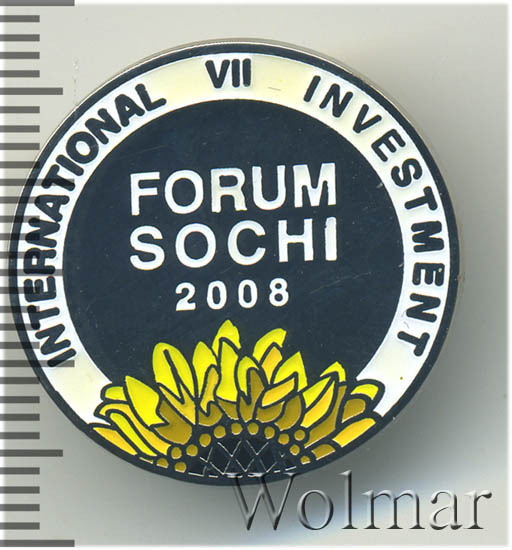 INTERNATIONAL VII INVESTMENT
FORUM
SOCHI
2008
Wolmar